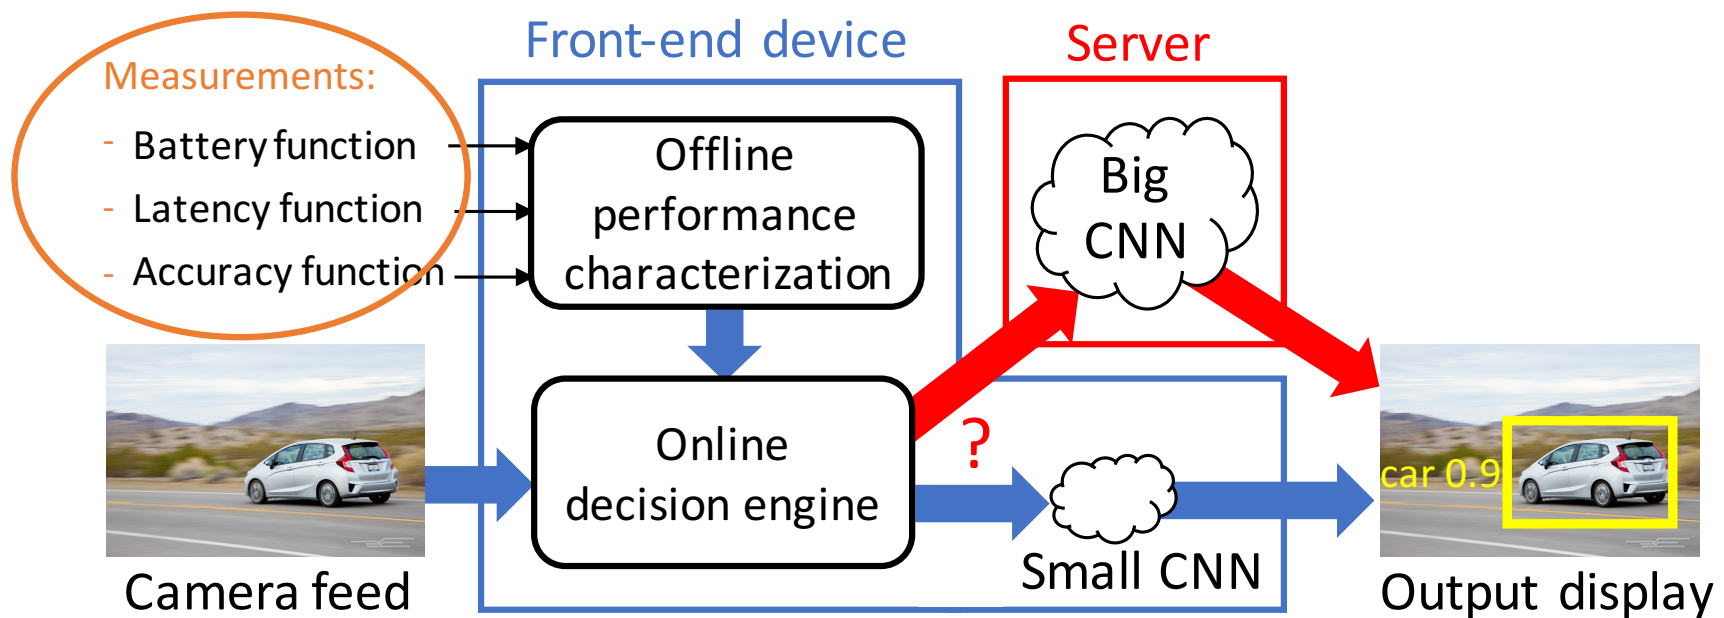 Front-end device
Server
Measurements:
- Battery function
- Latency function
- Accuracy function
Offline
performance
characterization
Big
CNN
Online
decision engine
?
Small CNN
car 0.9
Camera feed
Output display